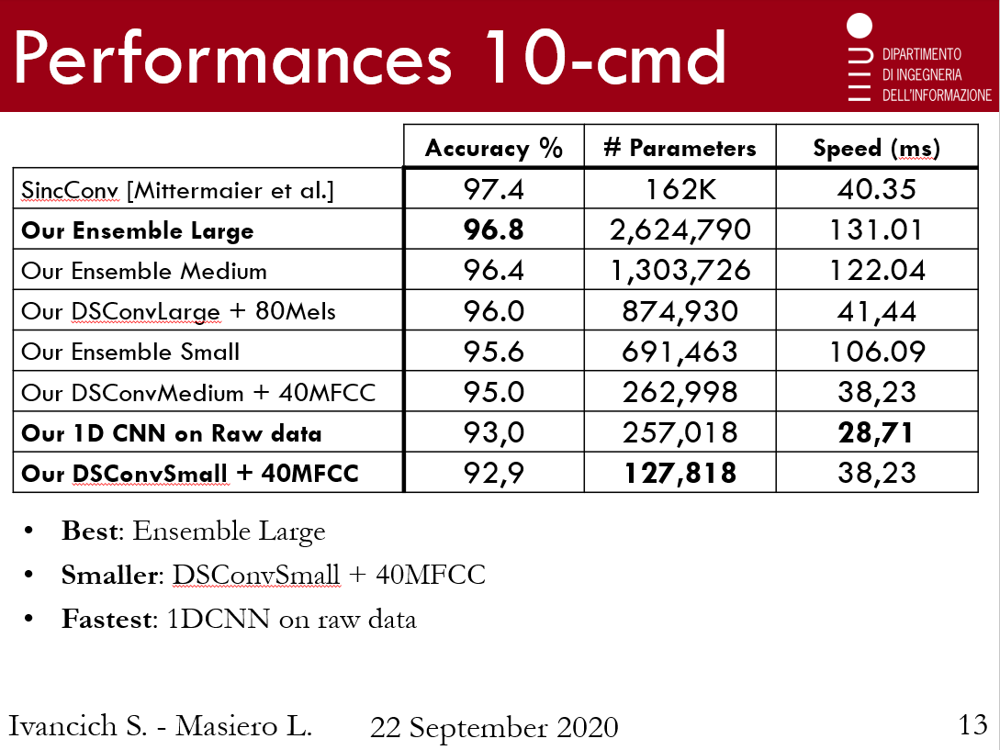 Performances 10-cmd
DIPARTIMENTO
DI INGEGNERIA
DELL'INFORMAZIONE
Accuracy % # Parameters Speed (ms)
SincConv [Mittermaier et al.] 97.4 162K 40.35
Our Ensemble Large 96.8 2,624,790 131.01
Our Ensemble Medium 96.4 1,303,726 122.04
Our DSConvLarge + 80Mels 96.0 874,930 41,44
Our Ensemble Small 95.6 691,463 106.09
Our DSConvMedium + 40MFCC 95.0 262,998 38,23
Our 1D CNN on Raw data 93,0 257,018 28,71
Our DSConvSmall + 40MFCC 92,9 127,818 38,23
• Best: Ensemble Large
• Smaller: DSConvSmall + 40MFCC
• Fastest: 1DCNN on raw data
Ivancich S. - Masiero L. 22 September 2020 13